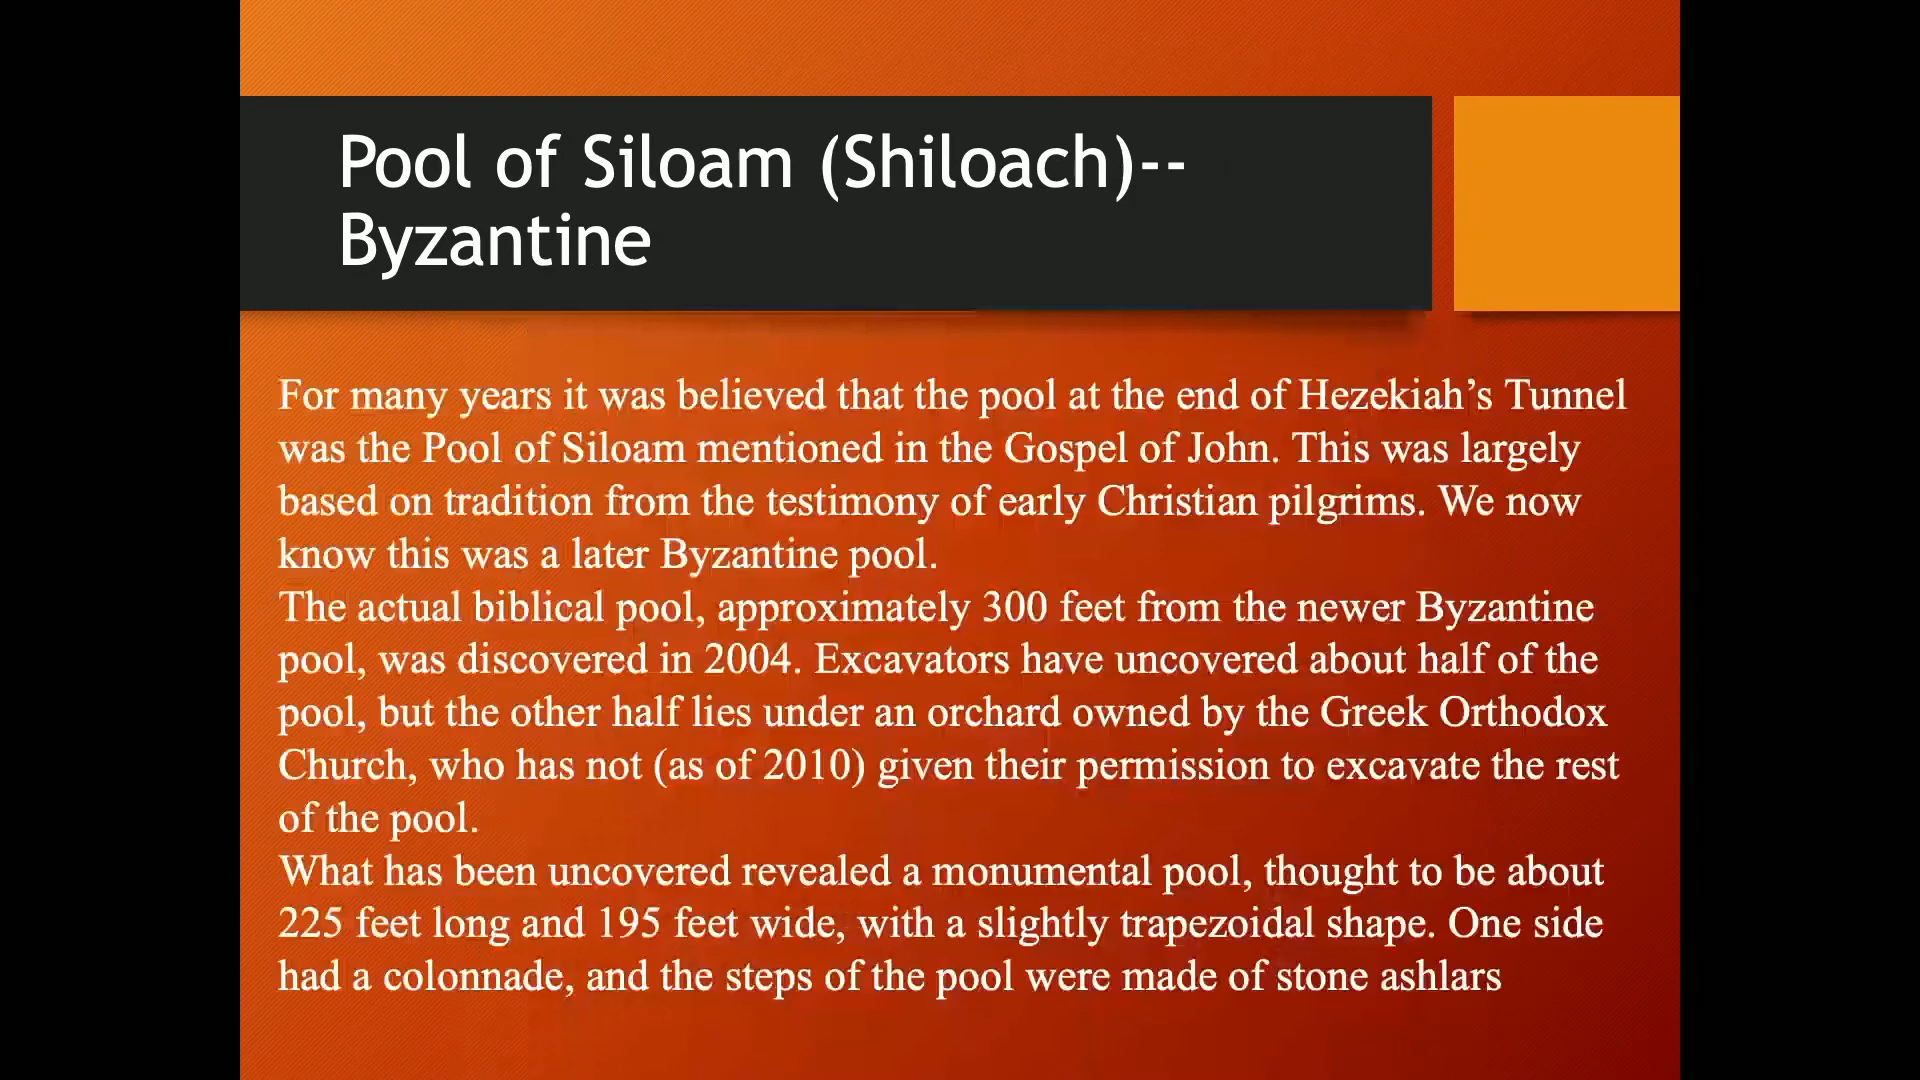 Pool of Siloam (Shiloach)--
Byzantine
For many years it was believed that the pool at the end of Hezekiah’s Tunnel
was the Pool of Siloam mentioned in the Gospel of John. This was largely
based on tradition from the testimony of early Christian pilgrims. We now
know this was a later Byzantine pool.
The actual biblical pool, approximately 300 feet from the newer Byzantine
pool, was discovered in 2004. Excavators have uncovered about half of the
pool, but the other half lies under an orchard owned by the Greek Orthodox
Church, who has not (as of 2010) given their permission to excavate the rest
of the pool.
What has been uncovered revealed a monumental pool, thought to be about
225 feet long and 195 feet wide, with a slightly trapezoidal shape. One side
had a colonnade, and the steps of the pool were made of stone ashlars